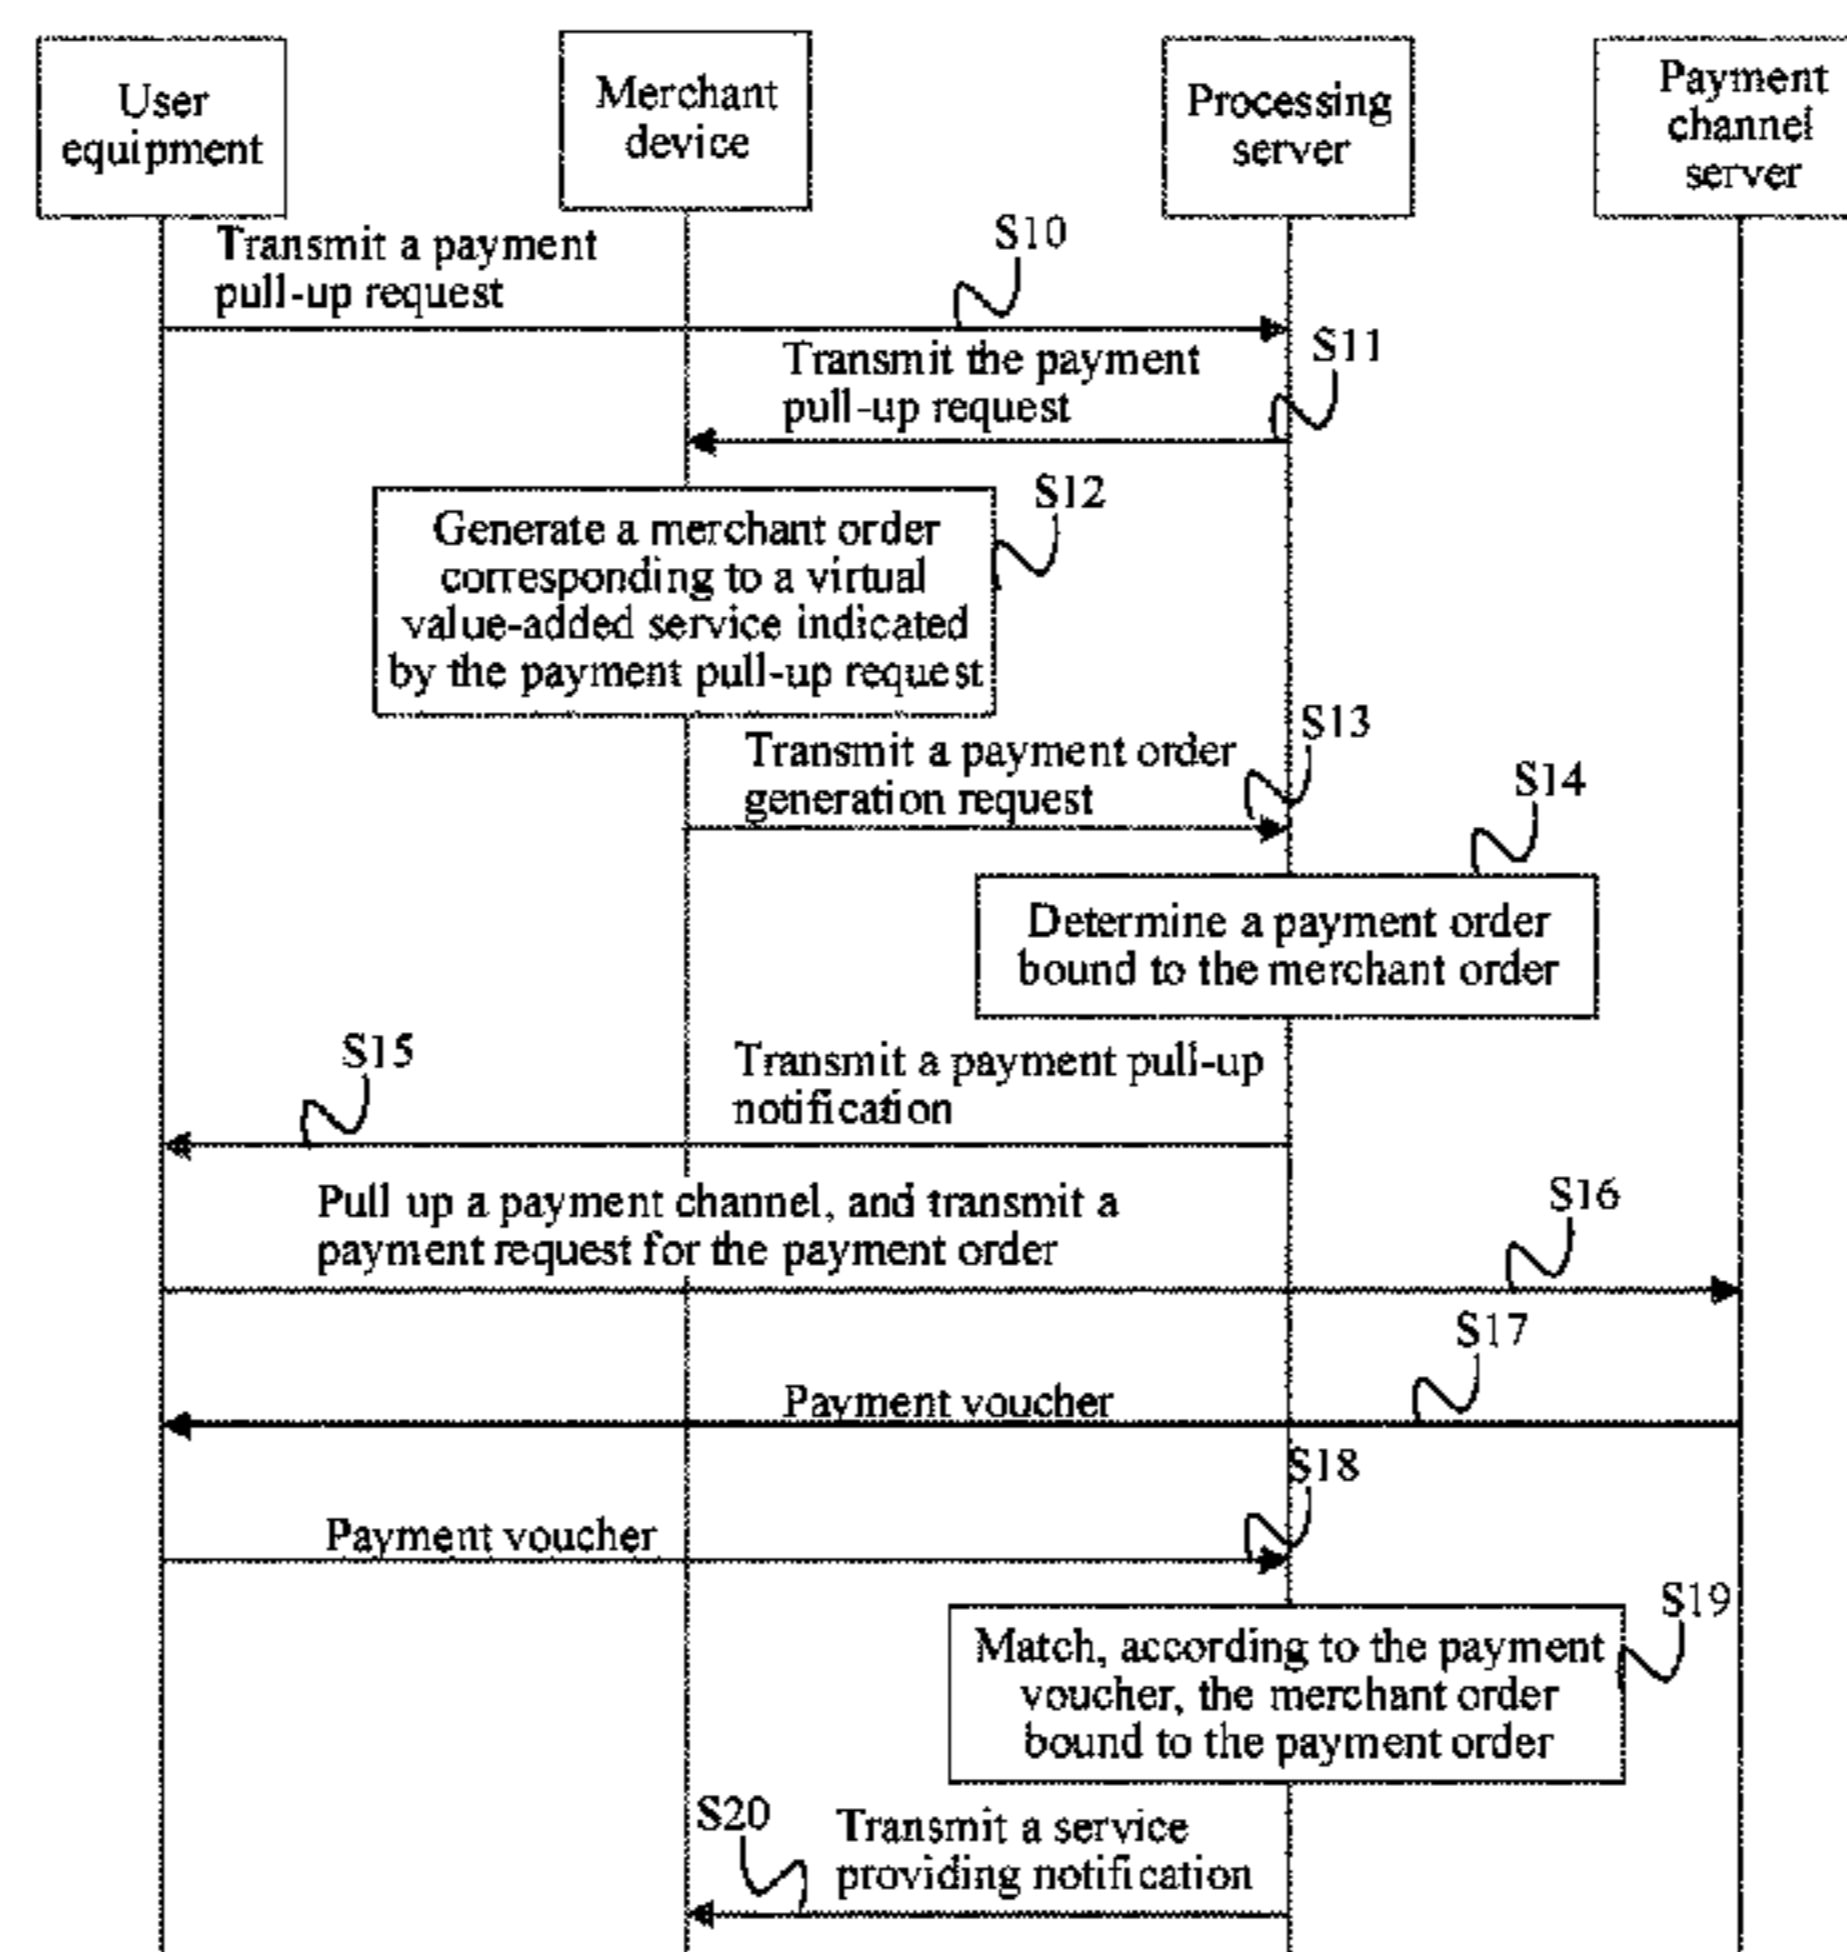 User
equipment
Merchant
device
Processing
server
Payment
channel
server
Transmit a payment
pull-up request
S10
Transmit the payment
pull-up request
S11
Generate a merchant order
corresponding to a virtual
value-added service indicated
by the payment pull-up request
S12
Transmit a payment order
generation request
S13
S14
Determine a payment order
bound to the merchant order
S15
Transmit a payment pull-up
notification
Pull up a payment channel, and transmit a
payment request for the payment order
S16
S17
Payment voucher
S18
Payment voucher
S19
Match, according to the payment
voucher, the merchant order
bound to the payment order
S20
Transmit a service
providing notification